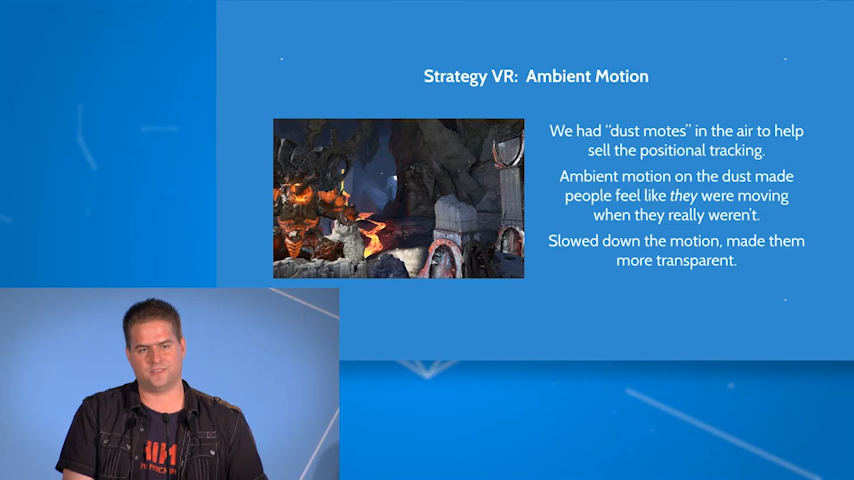 Strategy VR: Ambient Motion
We had “dust motes” in the air to help
sell the positional tracking.
Ambient motion on the dust made
people feel like they were moving
when they really weren't.
Slowed down the motion, made them
more transparent.